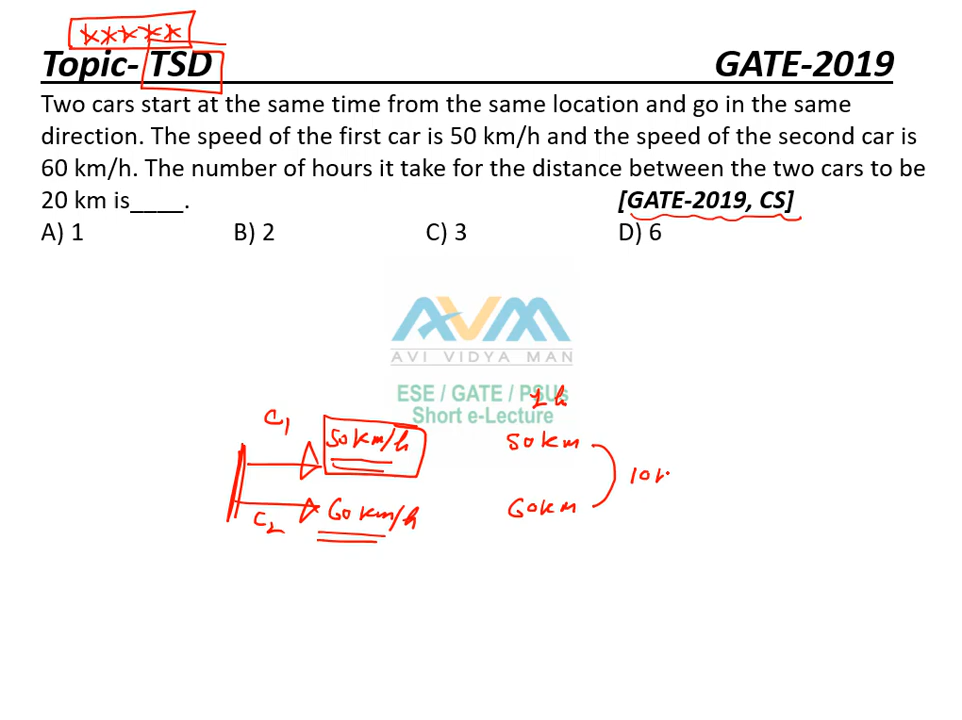 *****
Topic- TSD GATE-2019
Two cars start at the same time from the same location and go in the same
direction. The speed of the first car is 50 km/h and the speed of the second car is
60 km/h. The number of hours it take for the distance between the two cars to be
20 km is____. [GATE-2019, CS]
A) 1 B) 2 C) 3 D) 6
AVM
AVI VIDYA MAN
ESE / GATE / PSUs
Short e-Lecture
1 h
C1 50 km/h 50 km
10k
C2 60 km/h 60 km